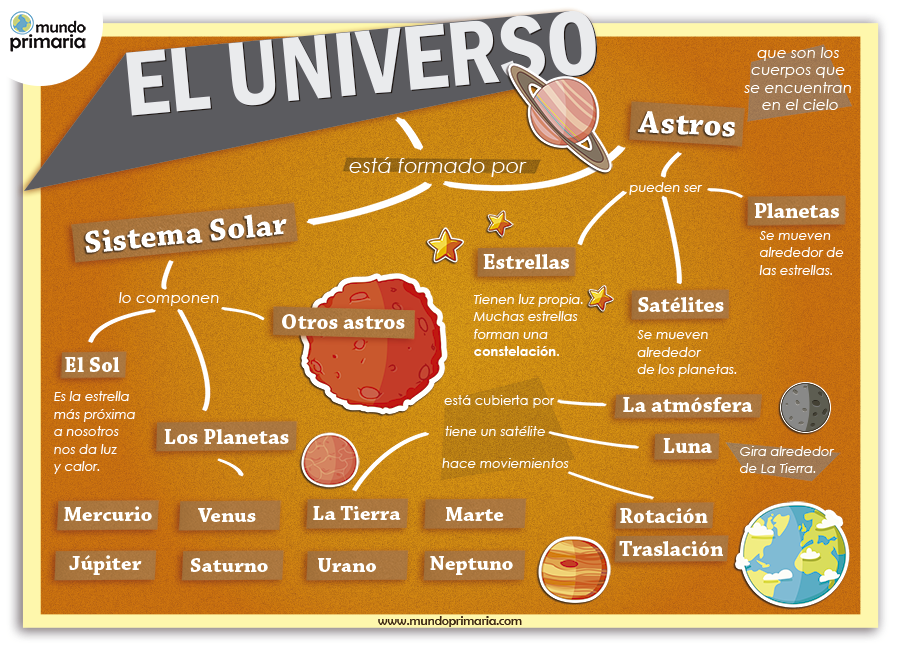 mundo
primaria
EL UNIVERSO
que son los
cuerpos que
se encuentran
en el cielo
Astros
está formado por
pueden ser
Planetas
Se mueven
alrededor de
las estrellas.
Sistema Solar
Estrellas
Tienen luz propia.
Muchas estrellas
forman una
constelación.
Satélites
Se mueven
alrededor
de los planetas.
lo componen
Otros astros
El Sol
Es la estrella
más próxima
a nosotros
nos da luz
y calor.
Los Planetas
está cubierta por
La atmósfera
tiene un satélite
Luna
Gira alrededor
de La Tierra.
hace moviemientos
Rotación
Traslación
Mercurio
Venus
La Tierra
Marte
Júpiter
Saturno
Urano
Neptuno
www.mundoprimaria.com